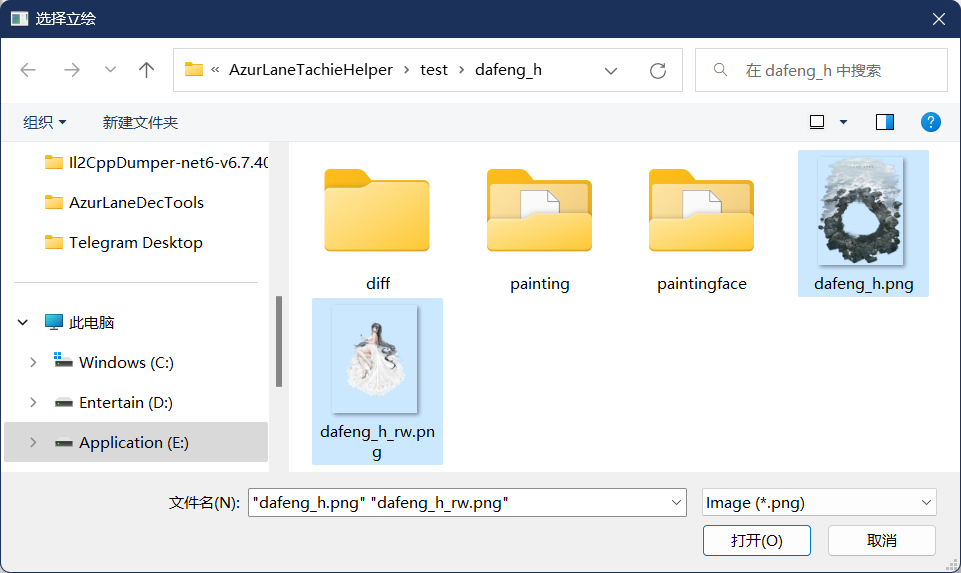 选择立绘
« AzurLaneTachieHelper › test › dafeng_h
在 dafeng_h 中搜索
组织
新建文件夹
Il2CppDumper-net6-v6.7.40
AzurLaneDecTools
Telegram Desktop
此电脑
Windows (C:)
Entertain (D:)
Application (E:)
diff
painting
paintingface
dafeng_h.png
dafeng_h_rw.pn
g
文件名(N):
"dafeng_h.png" "dafeng_h_rw.png"
Image (*.png)
打开(O)
取消